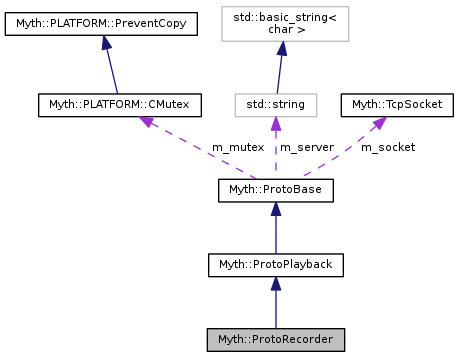 Myth::PLATFORM::PreventCopy
std::basic_string<
char >
Myth::PLATFORM::CMutex
std::string
Myth::TcpSocket
m_mutex
m_server
m_socket
Myth::ProtoBase
Myth::ProtoPlayback
Myth::ProtoRecorder